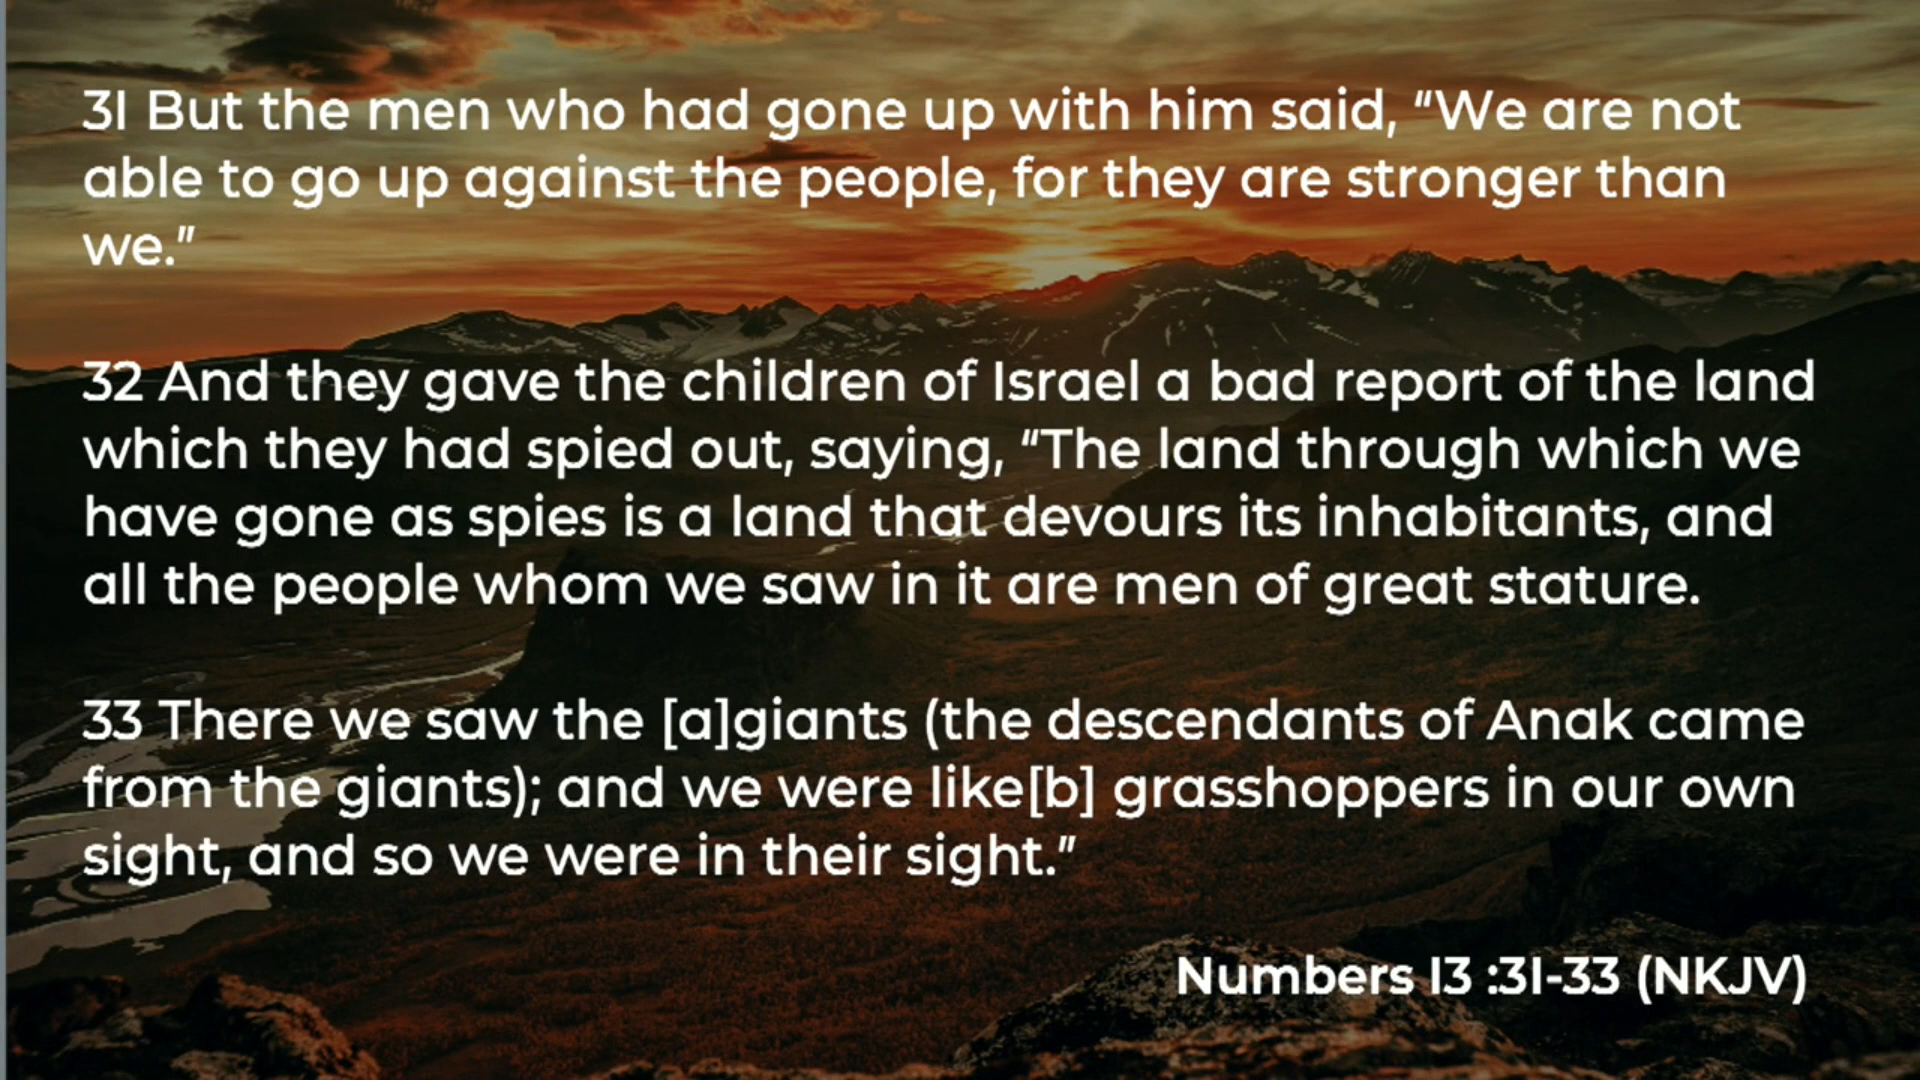 31 But the men who had gone up with him said, “We are not
able to go up against the people, for they are stronger than
we.”
32 And they gave the children of Israel a bad report of the land
which they had spied out, saying, “The land through which we
have gone as spies is a land that devours its inhabitants, and
all the people whom we saw in it are men of great stature.
33 There we saw the [a]giants (the descendants of Anak came
from the giants); and we were like[b] grasshoppers in our own
sight, and so we were in their sight.”
Numbers 13 :31-33 (NKJV)